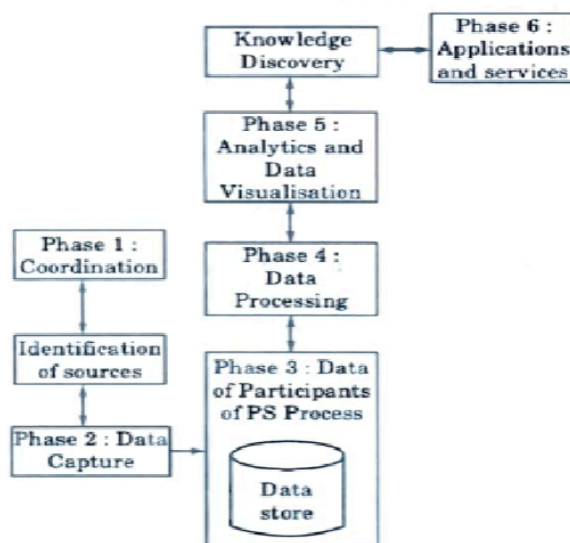 Knowledge
Discovery
Phase 6 :
Applications
and services
Phase 5 :
Analytics and
Data
Visualisation
Phase 4 :
Data
Processing
Phase 1 :
Coordination
Identification
of sources
Phase 2 : Data
Capture
Phase 3 : Data
of Participants
of PS Process
Data
store